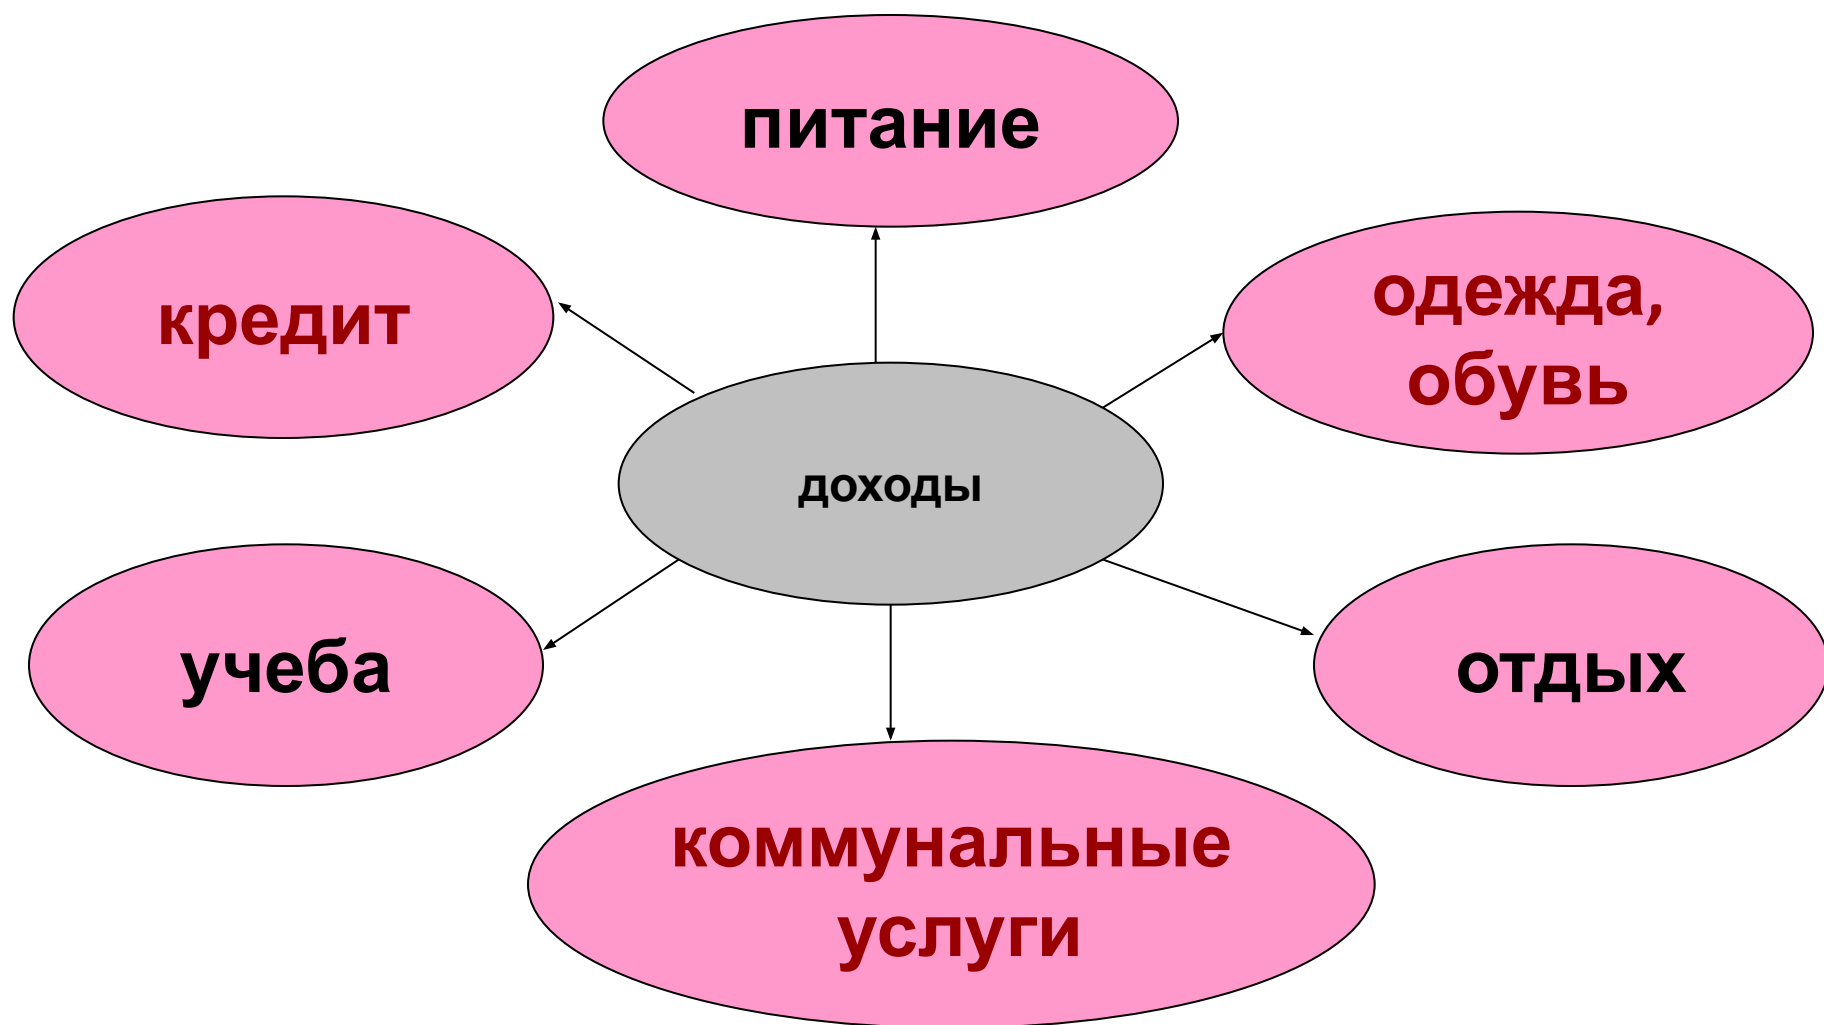 питание
кредит
одежда,
обувь
доходы
учеба
отдых
коммунальные
услуги